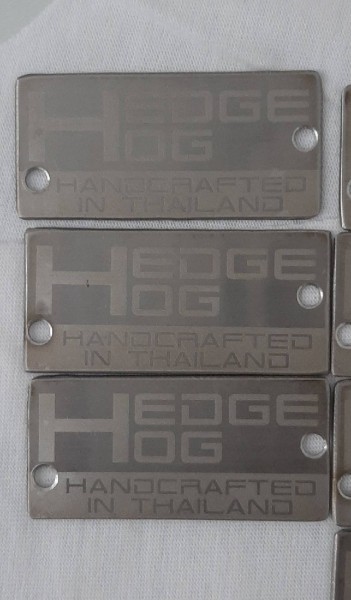 HEDGE
HOG
HANDCRAFTED
IN THAILAND
HEDGE
HOG
HANDCRAFTED
IN THAILAND
HEDGE
HOG
HANDCRAFTED
IN THAILAND